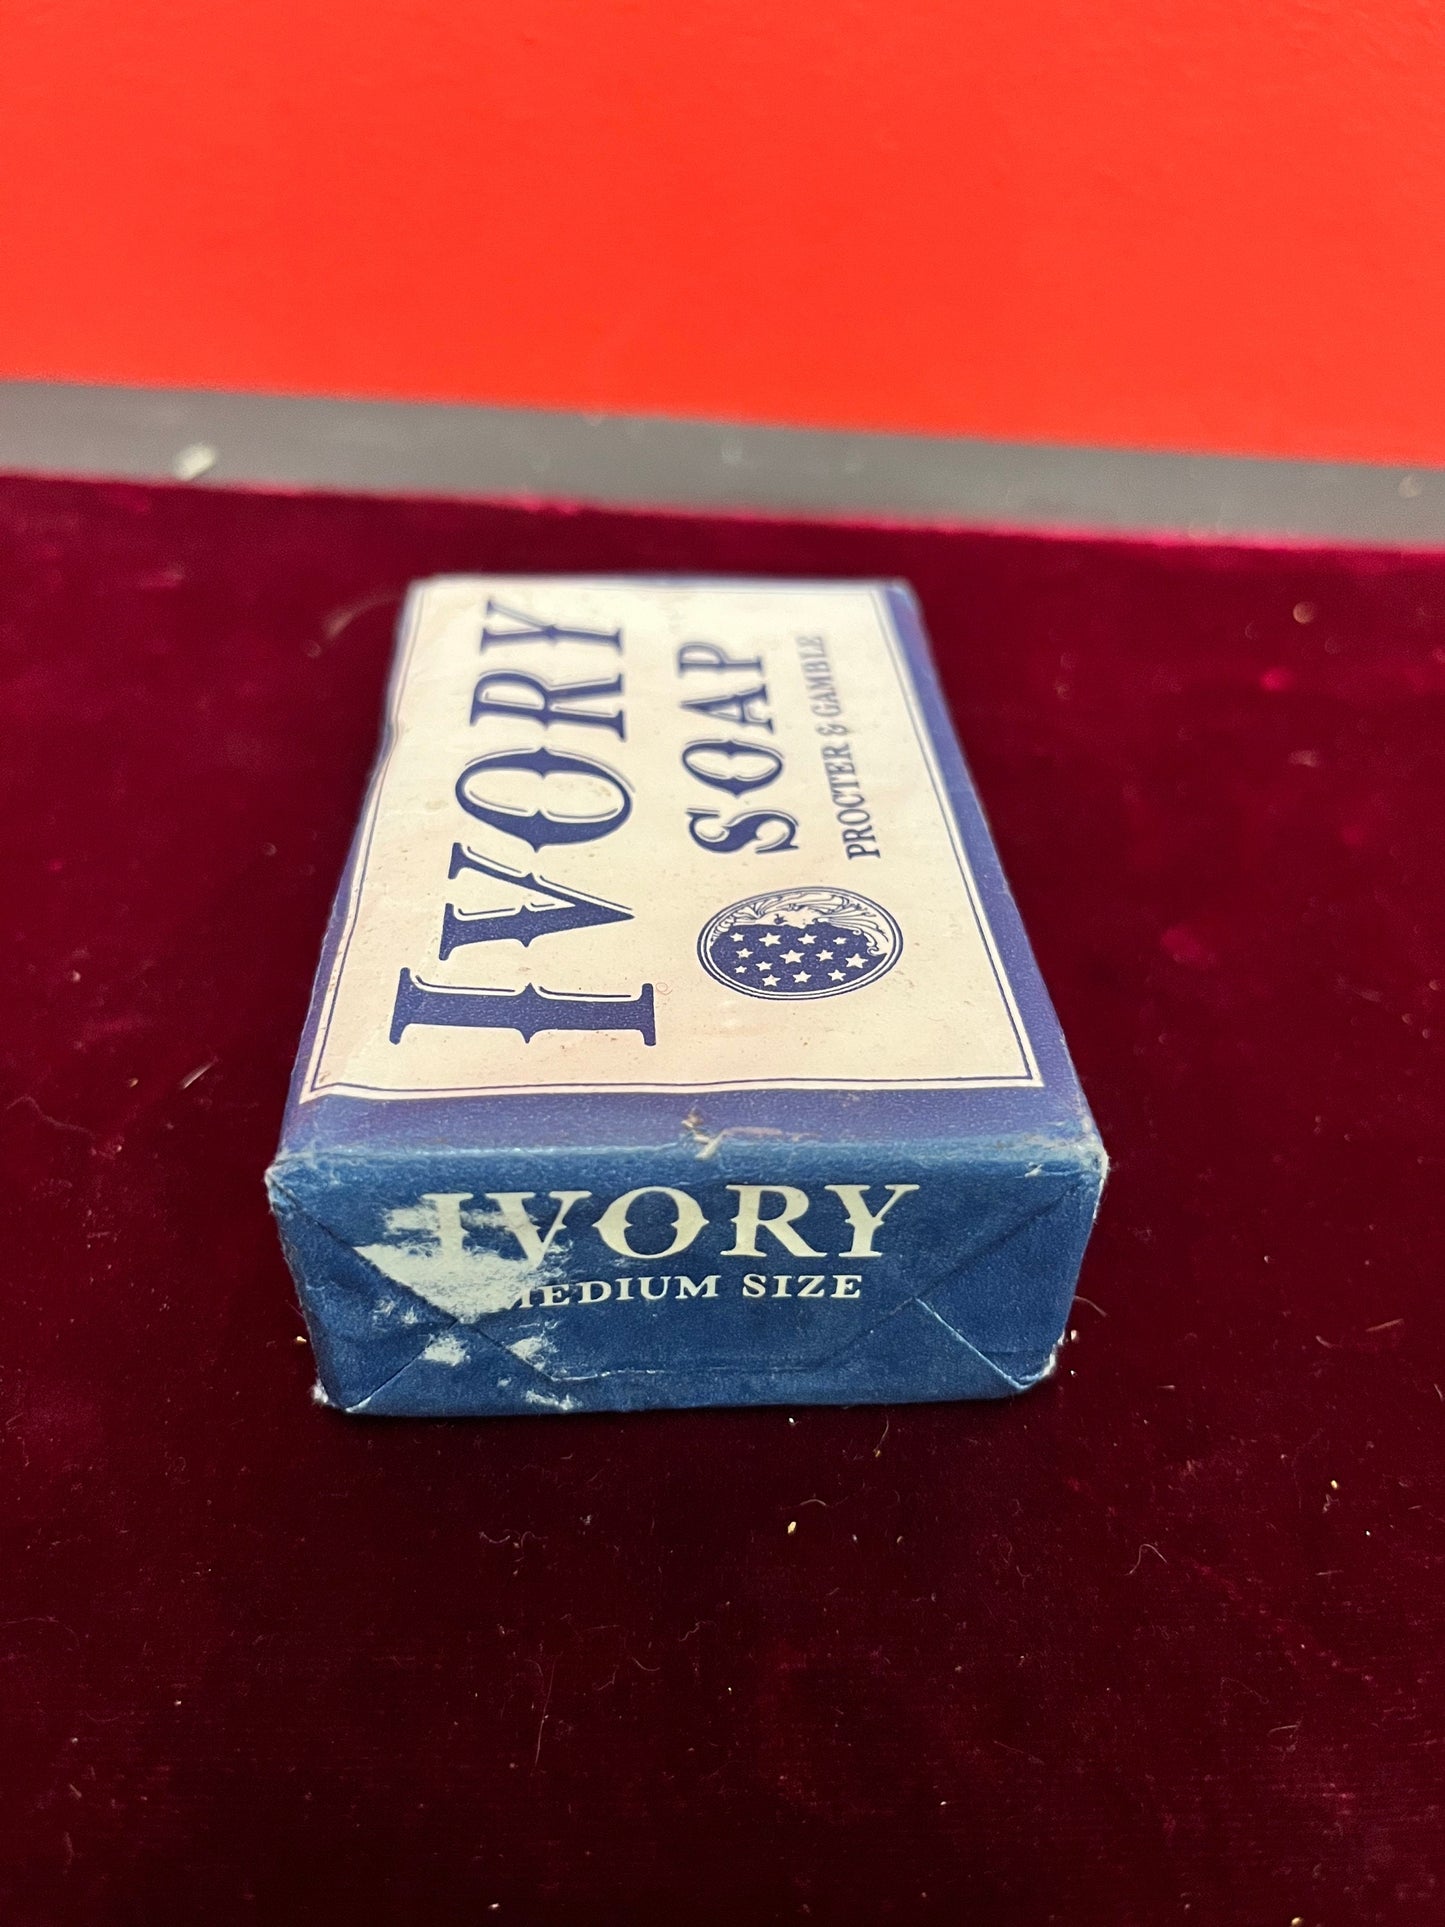 IVORY
SOAP
PROCTER & GAMBLE
IVORY
MEDIUM SIZE